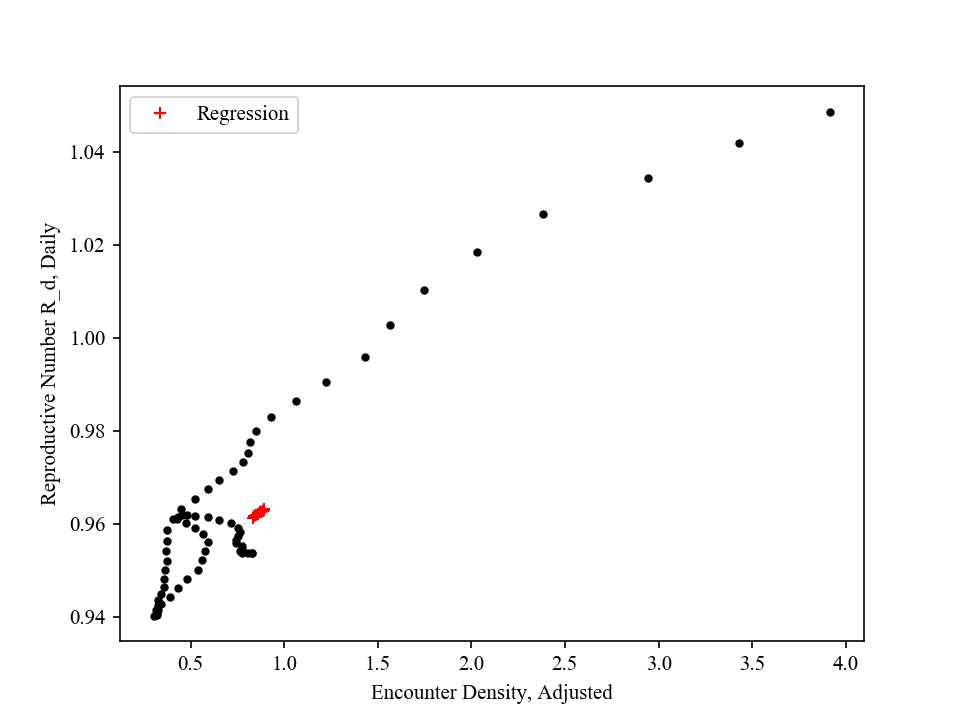 Regression
1.04
1.02
1.00
0.98
0.96
0.94
Reproductive Number R_d, Daily
0.5 1.0 1.5 2.0 2.5 3.0 3.5 4.0
Encounter Density, Adjusted